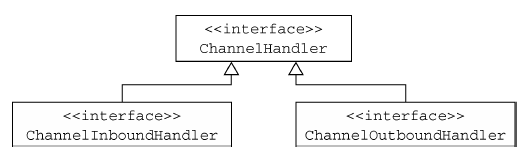 <<interface>>
ChannelHandler
<<interface>>
ChannelInboundHandler
<<interface>>
ChannelOutboundHandler